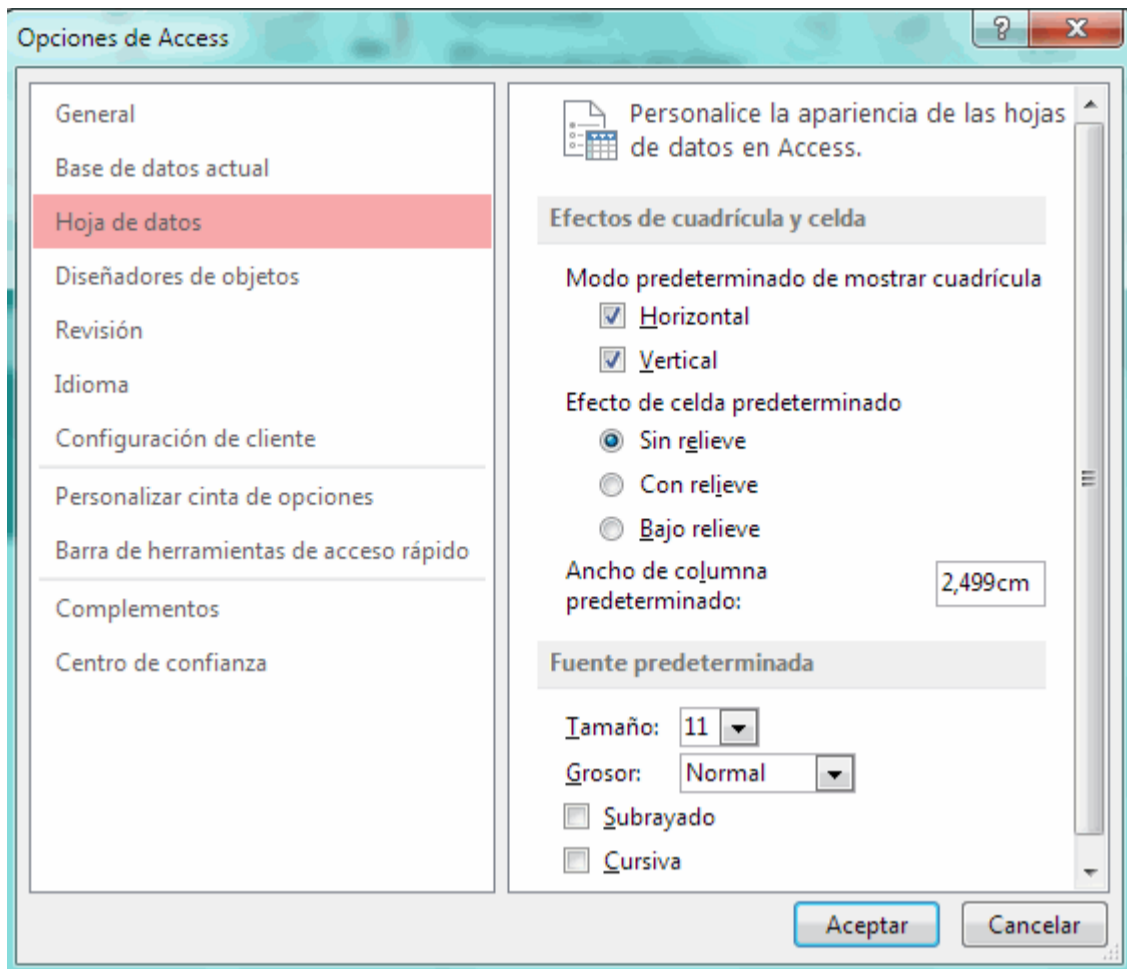 Opciones de Access
General
Base de datos actual
Hoja de datos
Diseñadores de objetos
Revisión
Idioma
Configuración de cliente
Personalizar cinta de opciones
Barra de herramientas de acceso rápido
Complementos
Centro de confianza
Personalice la apariencia de las hojas
de datos en Access.
Efectos de cuadrícula y celda
Modo predeterminado de mostrar cuadrícula
Horizontal
Vertical
Efecto de celda predeterminado
Sin relieve
Con relieve
Bajo relieve
Ancho de columna
predeterminado: 2,499cm
Fuente predeterminada
Tamaño: 11
Grosor: Normal
Subrayado
Cursiva
Aceptar Cancelar